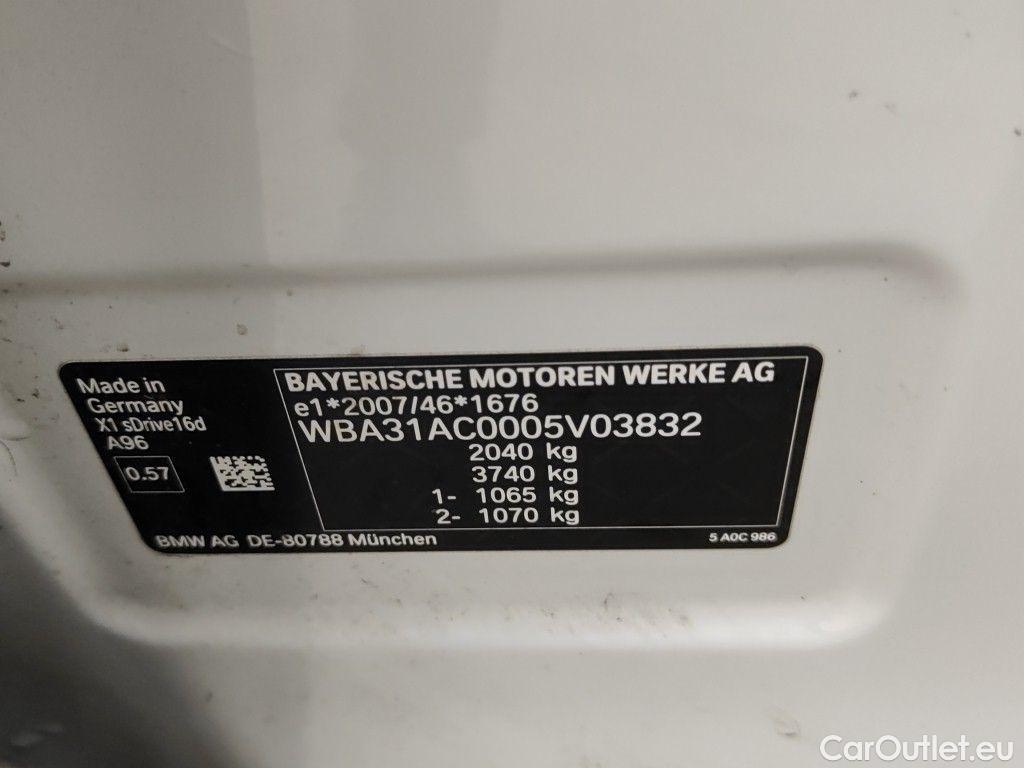 Made in
Germany
X1 sDrive16d
A96
0.57
BAYERISCHE MOTOREN WERKE AG
e1*2007/46*1676
WBA31AC0005V03832
2040 kg
3740 kg
1- 1065 kg
2- 1070 kg
BMW AG DE-80788 München
5 A0C 986
CarOutlet.eu